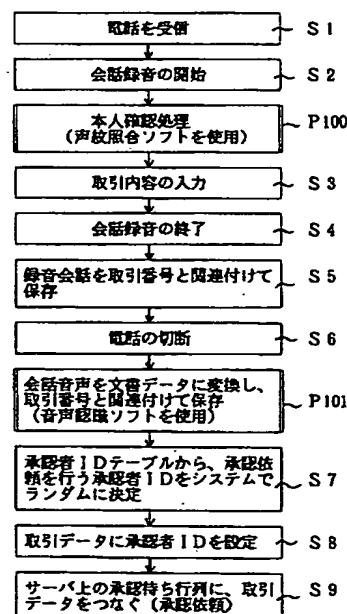 電話を受信 S1
会話録音の開始 S2
本人確認処理
(声紋照合ソフトを使用) P100
取引内容の入力 S3
会話録音の終了 S4
録音会話を取引番号と関連付けて
保存 S5
電話の切断 S6
会話音声を文書データに変換し、
取引番号と関連付けて保存
(音声認識ソフトを使用) P101
承認者IDテーブルから、承認依
頼を行う承認者IDをシステムで
ランダムに決定 S7
取引データに承認者IDを設定 S8
サーバ上の承認待ち行列に、取引
データをつなぐ(承認依頼) S9